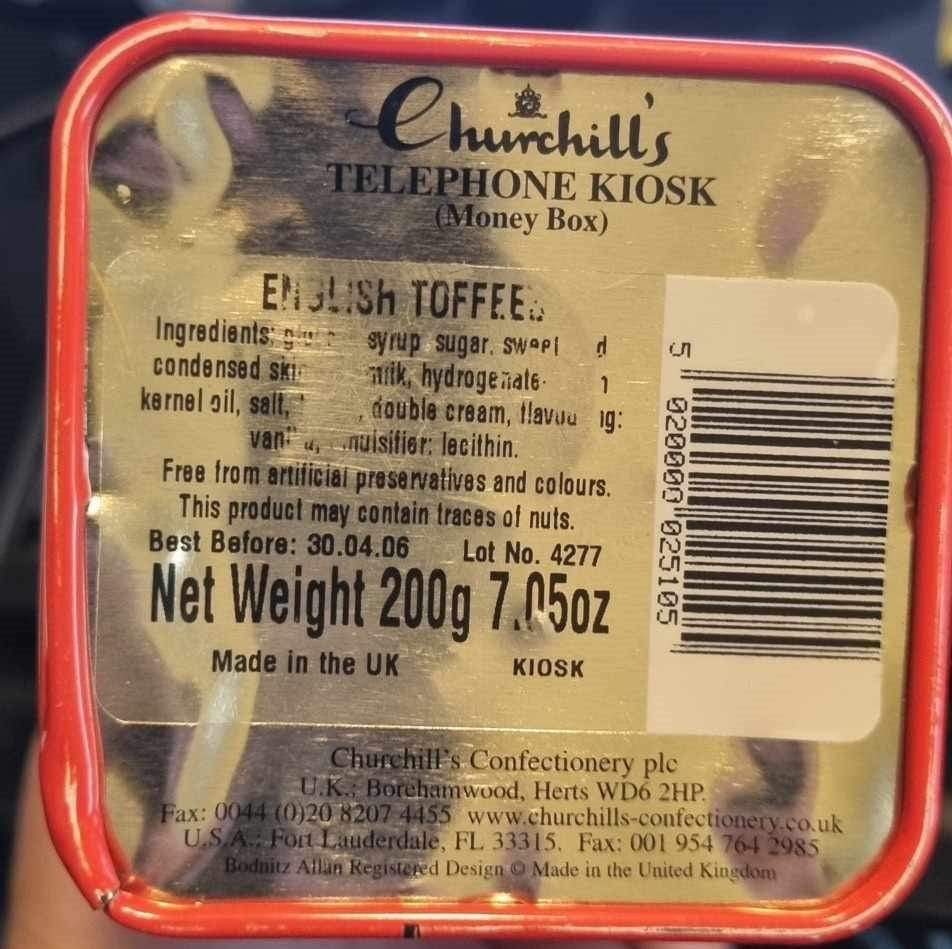 Churchill's
TELEPHONE KIOSK
(Money Box)
TOFFEE
Ingredients: syrup sugar,
condensed milk,
kernel oil, salt, double cream,
lecithin.
Free from artificial preservatives and colours.
This product may contain traces of nuts.
Best Before: 30.04.06 Lot No. 4277
Net Weight 200g 7.05oz
Made in the UK KIOSK
5 020000 025105
Churchill's Confectionery plc
U.K.: Borehamwood, Herts WD6 2HP.
Fax: 0044 (0)20 8207 4455 www.churchills-confectionery.co.uk
U.S.A.: Fort Lauderdale, FL 33315. Fax: 001 954 764 2985
Bodnitz Allan Registered Design © Made in the United Kingdom